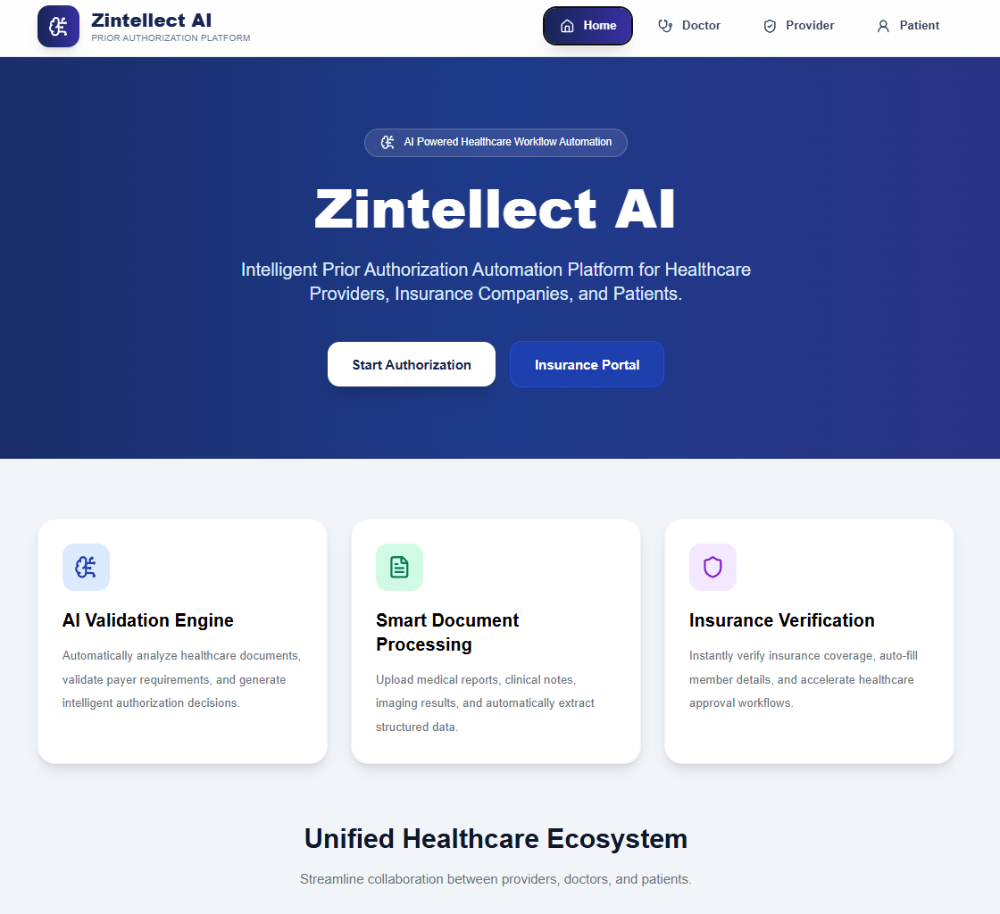 Zintellect AI
PRIOR AUTHORIZATION PLATFORM
Home
Doctor
Provider
Patient
AI Powered Healthcare Workflow Automation
Zintellect AI
Intelligent Prior Authorization Automation Platform for Healthcare
Providers, Insurance Companies, and Patients.
Start Authorization
Insurance Portal
AI Validation Engine
Automatically analyze healthcare documents,
validate payer requirements, and generate
intelligent authorization decisions.
Smart Document
Processing
Upload medical reports, clinical notes,
imaging results, and automatically extract
structured data.
Insurance Verification
Instantly verify insurance coverage, auto-fill
member details, and accelerate healthcare
approval workflows.
Unified Healthcare Ecosystem
Streamline collaboration between providers, doctors, and patients.